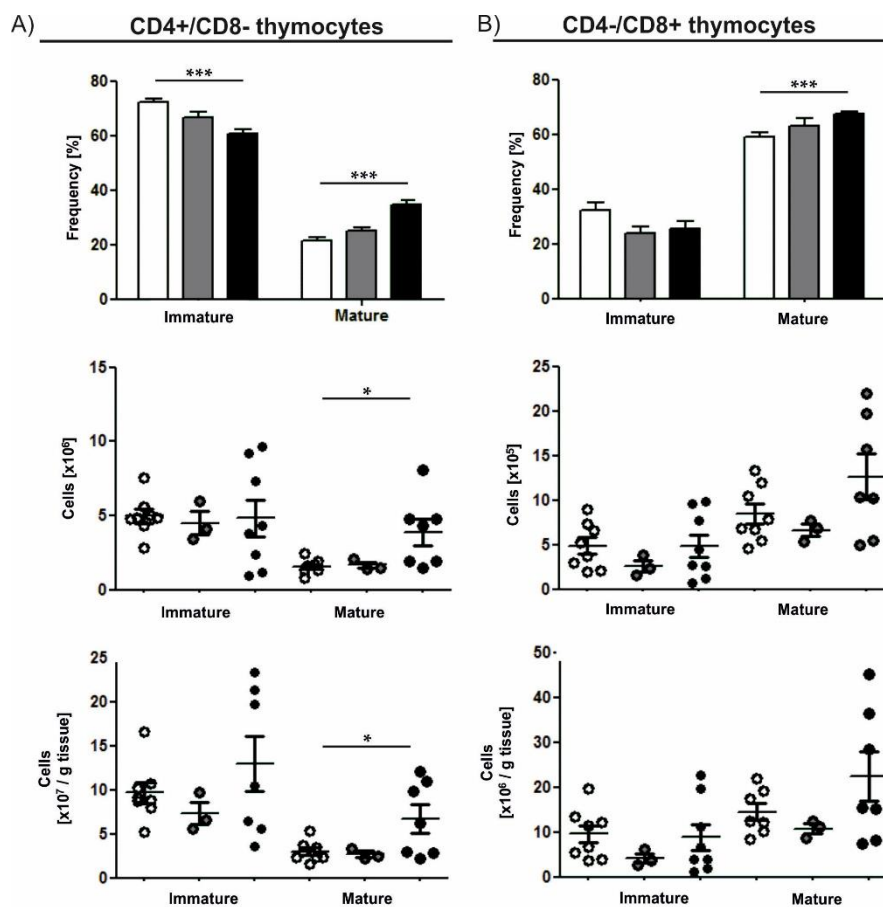 A)
CD4+/CD8- thymocytes
Frequency [%]
80
60
40
20
0
***
***
Immature
Mature
Cells [x10⁶]
15
10
5
0
*
Immature
Mature
Cells
[x10⁷ / g tissue]
25
20
15
10
5
0
*
Immature
Mature
B)
CD4-/CD8+ thymocytes
Frequency [%]
80
60
40
20
0
***
Immature
Mature
Cells [x10⁵]
25
20
15
10
5
0
Immature
Mature
Cells
[x10⁶ / g tissue]
50
40
30
20
10
0
Immature
Mature